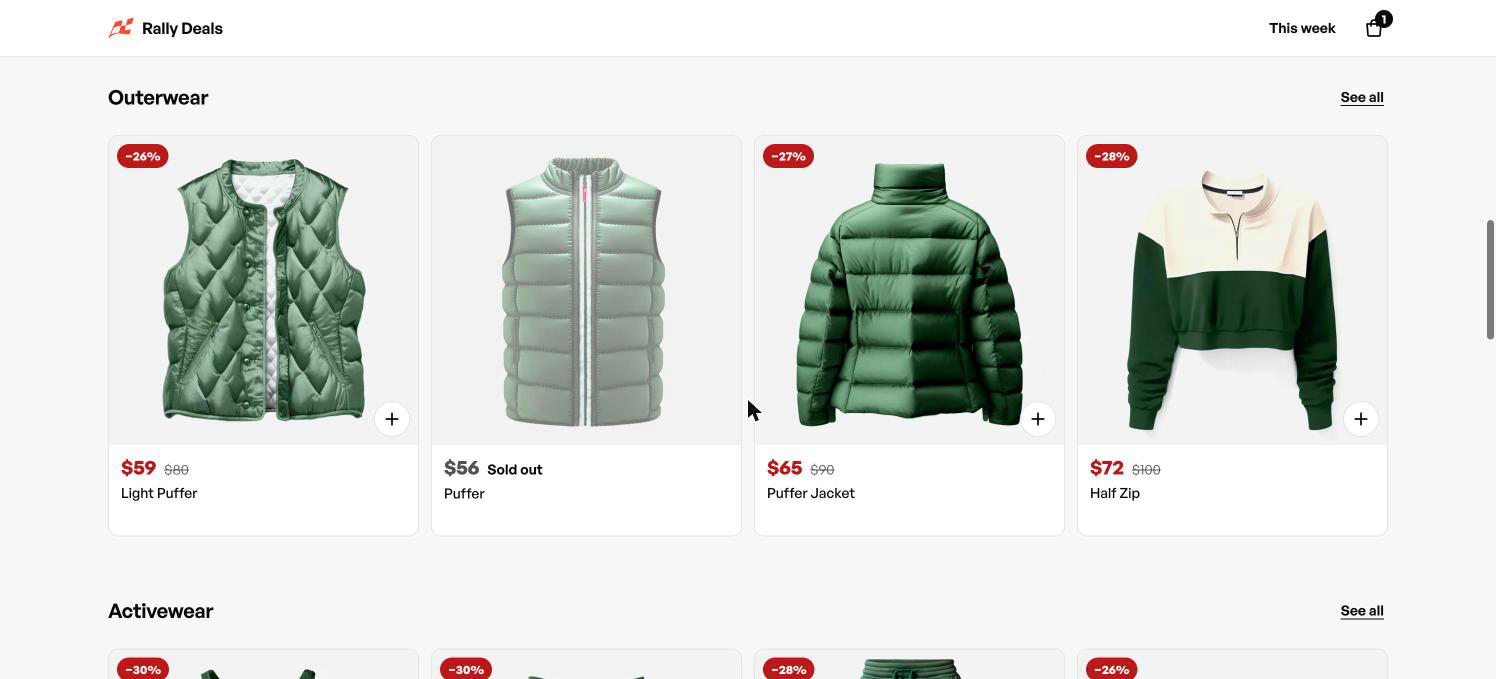 Rally Deals
This week
1
Outerwear
See all
−26%
−27%
−28%
$59 $80
Light Puffer
$56 Sold out
Puffer
$65 $90
Puffer Jacket
$72 $100
Half Zip
Activewear
See all
−30%
−30%
−28%
−26%